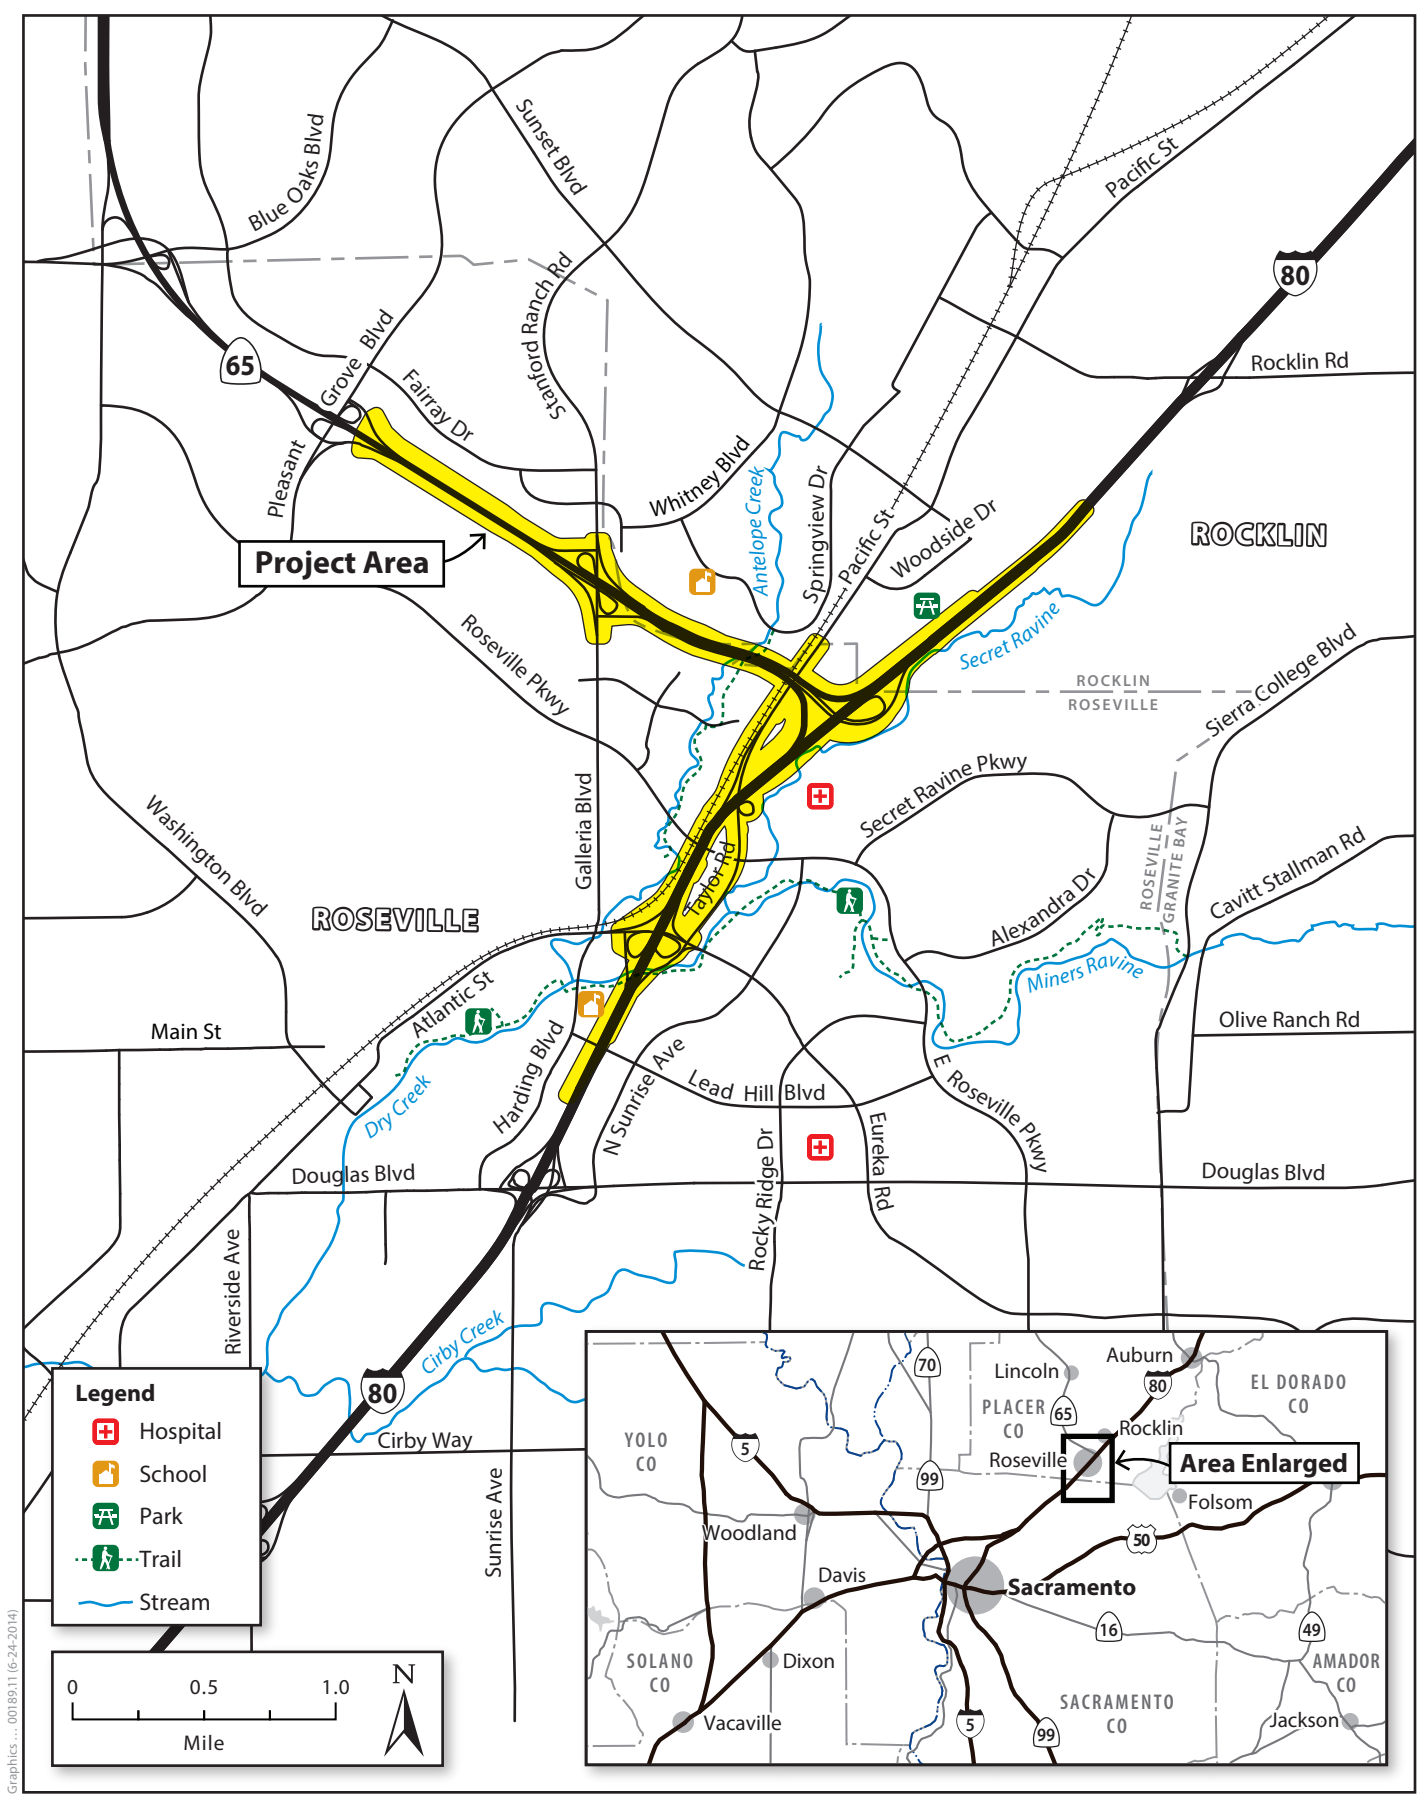 Sunset Blvd
Blue Oaks Blvd
Pacific St
80
Stanford Ranch Rd
65
Grove Blvd
Pleasant
Fairray Dr
Rocklin Rd
Whitney Blvd
Antelope Creek
Springview Dr
Pacific St
Woodside Dr
ROCKLIN
Project Area
Secret Ravine
Roseville Pkwy
ROCKLIN
ROSEVILLE
Sierra College Blvd
Galleria Blvd
Secret Ravine Pkwy
Washington Blvd
ROSEVILLE
GRANITE BAY
Cavitt Stallman Rd
Taylor Rd
ROSEVILLE
Alexandra Dr
Miners Ravine
Atlantic St
Main St
Olive Ranch Rd
Harding Blvd
N Sunrise Ave
Lead Hill Blvd
E Roseville Pkwy
Dry Creek
Eureka Rd
Rocky Ridge Dr
Douglas Blvd
Douglas Blvd
Riverside Ave
Cirby Creek
80
Cirby Way
Sunrise Ave
Legend
Hospital
School
Park
Trail
Stream
0 0.5 1.0
Mile
N
Graphics … 00189.11 (6-24-2014)
70
Lincoln
Auburn
80
EL DORADO
CO
PLACER
CO
65
Rocklin
YOLO
CO
5
Roseville
Area Enlarged
99
Folsom
Woodland
50
Davis
Sacramento
16
49
SOLANO
CO
Dixon
AMADOR
CO
SACRAMENTO
CO
Vacaville
5
99
Jackson